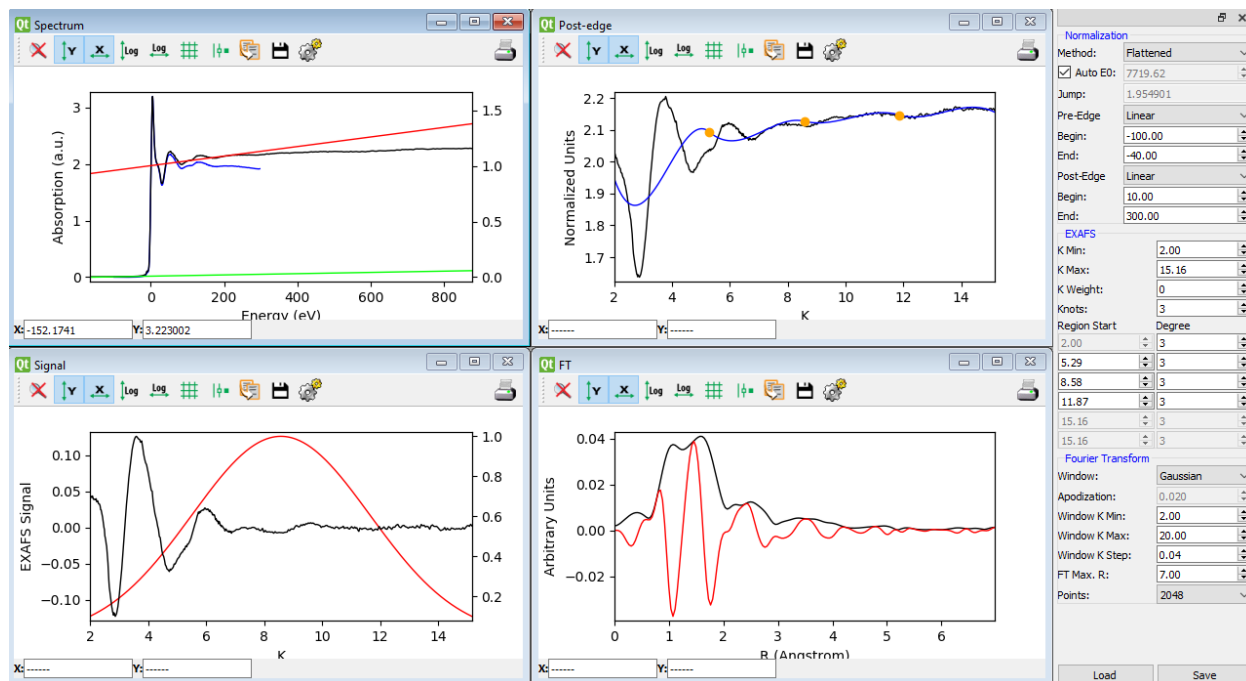 Qt Spectrum
Y X Log Log
Absorption (a.u.)
3
2
1
0
1.5
1.0
0.5
0.0
0 200 400 600 800
Energy (eV)
X: -152.1741 Y: 3.223002
Qt Post-edge
Y X Log Log
Normalized Units
2.2
2.1
2.0
1.9
1.8
1.7
2 4 6 8 10 12 14
K
X: ------ Y: ------
Qt Signal
Y X Log Log
EXAFS Signal
0.10
0.05
0.00
−0.05
−0.10
1.0
0.8
0.6
0.4
0.2
2 4 6 8 10 12 14
K
X: ------ Y: ------
Qt FT
Y X Log Log
Arbitrary Units
0.04
0.02
0.00
−0.02
0 1 2 3 4 5 6
R (Angstrom)
X: ------ Y: ------
Normalization
Method: Flattened
Auto E0: 7719.62
Jump: 1.954901
Pre-Edge Linear
Begin: -100.00
End: -40.00
Post-Edge Linear
Begin: 10.00
End: 300.00
EXAFS
K Min: 2.00
K Max: 15.16
K Weight: 0
Knots: 3
Region Start Degree
2.00 3
5.29 3
8.58 3
11.87 3
15.16 3
15.16 3
Fourier Transform
Window: Gaussian
Apodization: 0.020
Window K Min: 2.00
Window K Max: 20.00
Window K Step: 0.04
FT Max. R: 7.00
Points: 2048
Load Save